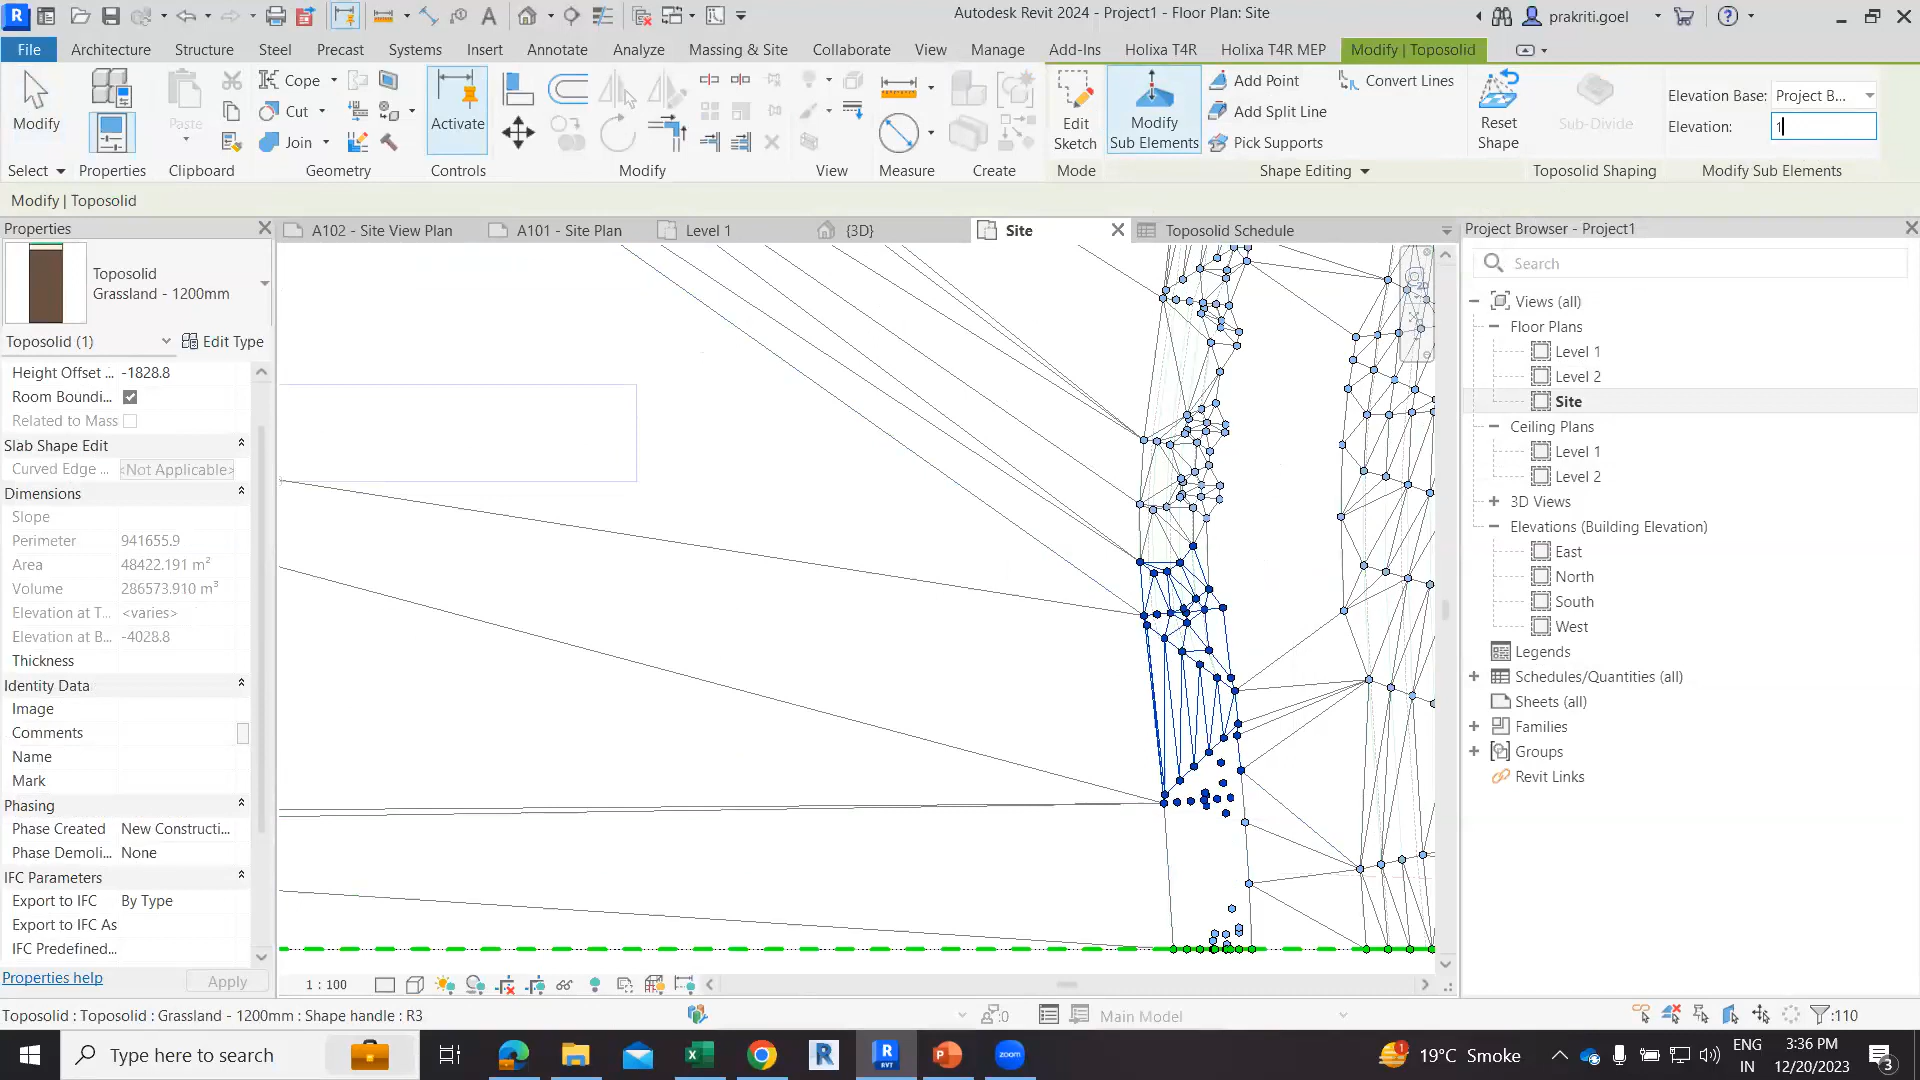 Autodesk Revit 2024 - Project1 - Floor Plan: Site
prakriti.goel
File
Architecture
Structure
Steel
Precast
Systems
Insert
Annotate
Analyze
Massing & Site
Collaborate
View
Manage
Add-Ins
Holixa T4R
Holixa T4R MEP
Modify | Toposolid
Modify
Paste
Cope
Cut
Join
Activate
Edit
Sketch
Modify
Sub Elements
Add Point
Add Split Line
Pick Supports
Convert Lines
Reset
Shape
Sub-Divide
Elevation Base: Project B...
Elevation: 1
Select
Properties
Clipboard
Geometry
Controls
Modify
View
Measure
Create
Mode
Shape Editing
Toposolid Shaping
Modify Sub Elements
Modify | Toposolid
Properties
Toposolid
Grassland - 1200mm
Toposolid (1)
Edit Type
Height Offset ... -1828.8
Room Boundi...
Related to Mass
Slab Shape Edit
Curved Edge ... <Not Applicable>
Dimensions
Slope
Perimeter 941655.9
Area 48422.191 m²
Volume 286573.910 m³
Elevation at T... <varies>
Elevation at B... -4028.8
Thickness
Identity Data
Image
Comments
Name
Mark
Phasing
Phase Created New Constructi...
Phase Demoli... None
IFC Parameters
Export to IFC By Type
Export to IFC As
IFC Predefined...
Properties help
Apply
A102 - Site View Plan
A101 - Site Plan
Level 1
{3D}
Site
Toposolid Schedule
1 : 100
Project Browser - Project1
Search
Views (all)
Floor Plans
Level 1
Level 2
Site
Ceiling Plans
Level 1
Level 2
3D Views
Elevations (Building Elevation)
East
North
South
West
Legends
Schedules/Quantities (all)
Sheets (all)
Families
Groups
Revit Links
Toposolid : Toposolid : Grassland - 1200mm : Shape handle : R3
:0
Main Model
:110
Type here to search
zoom
1
19°C Smoke
ENG
IN
3:36 PM
12/20/2023
3